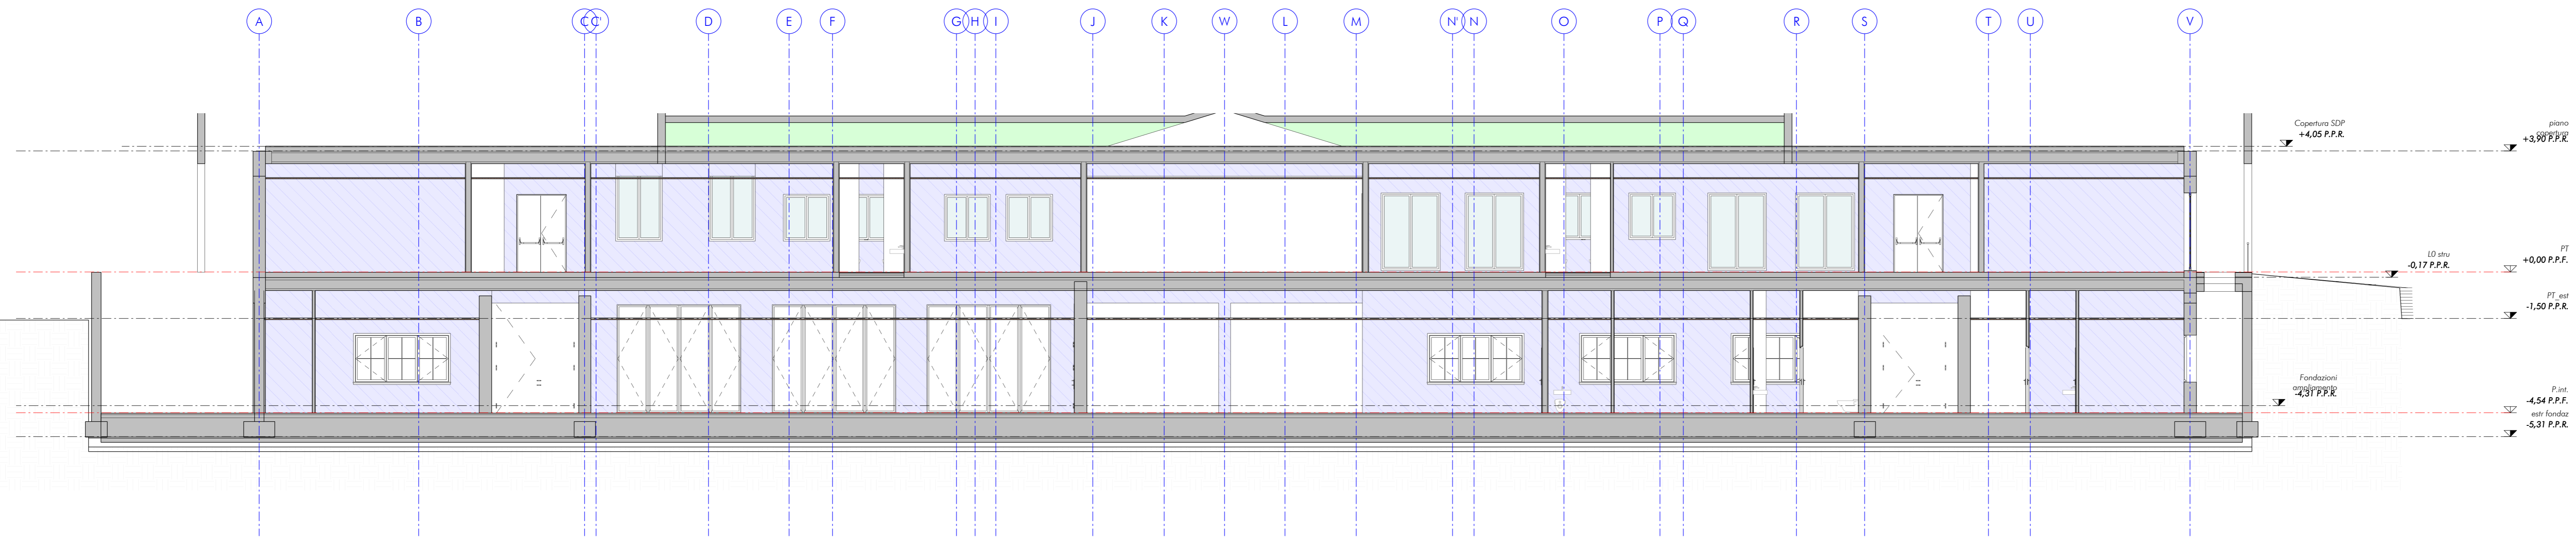 A B C C' D E F G H I J K W L M N' N O P Q R S T U V
Copertura SDP
+4,05 P.P.R.
piano
copertura
+3,90 P.P.R.
L0 stru
-0,17 P.P.R.
PT
+0,00 P.P.F.
PT_est
-1,50 P.P.R.
Fondazioni
ampliamento
-4,31 P.P.R.
P.int.
-4,54 P.P.F.
estr fondaz
-5,31 P.P.R.